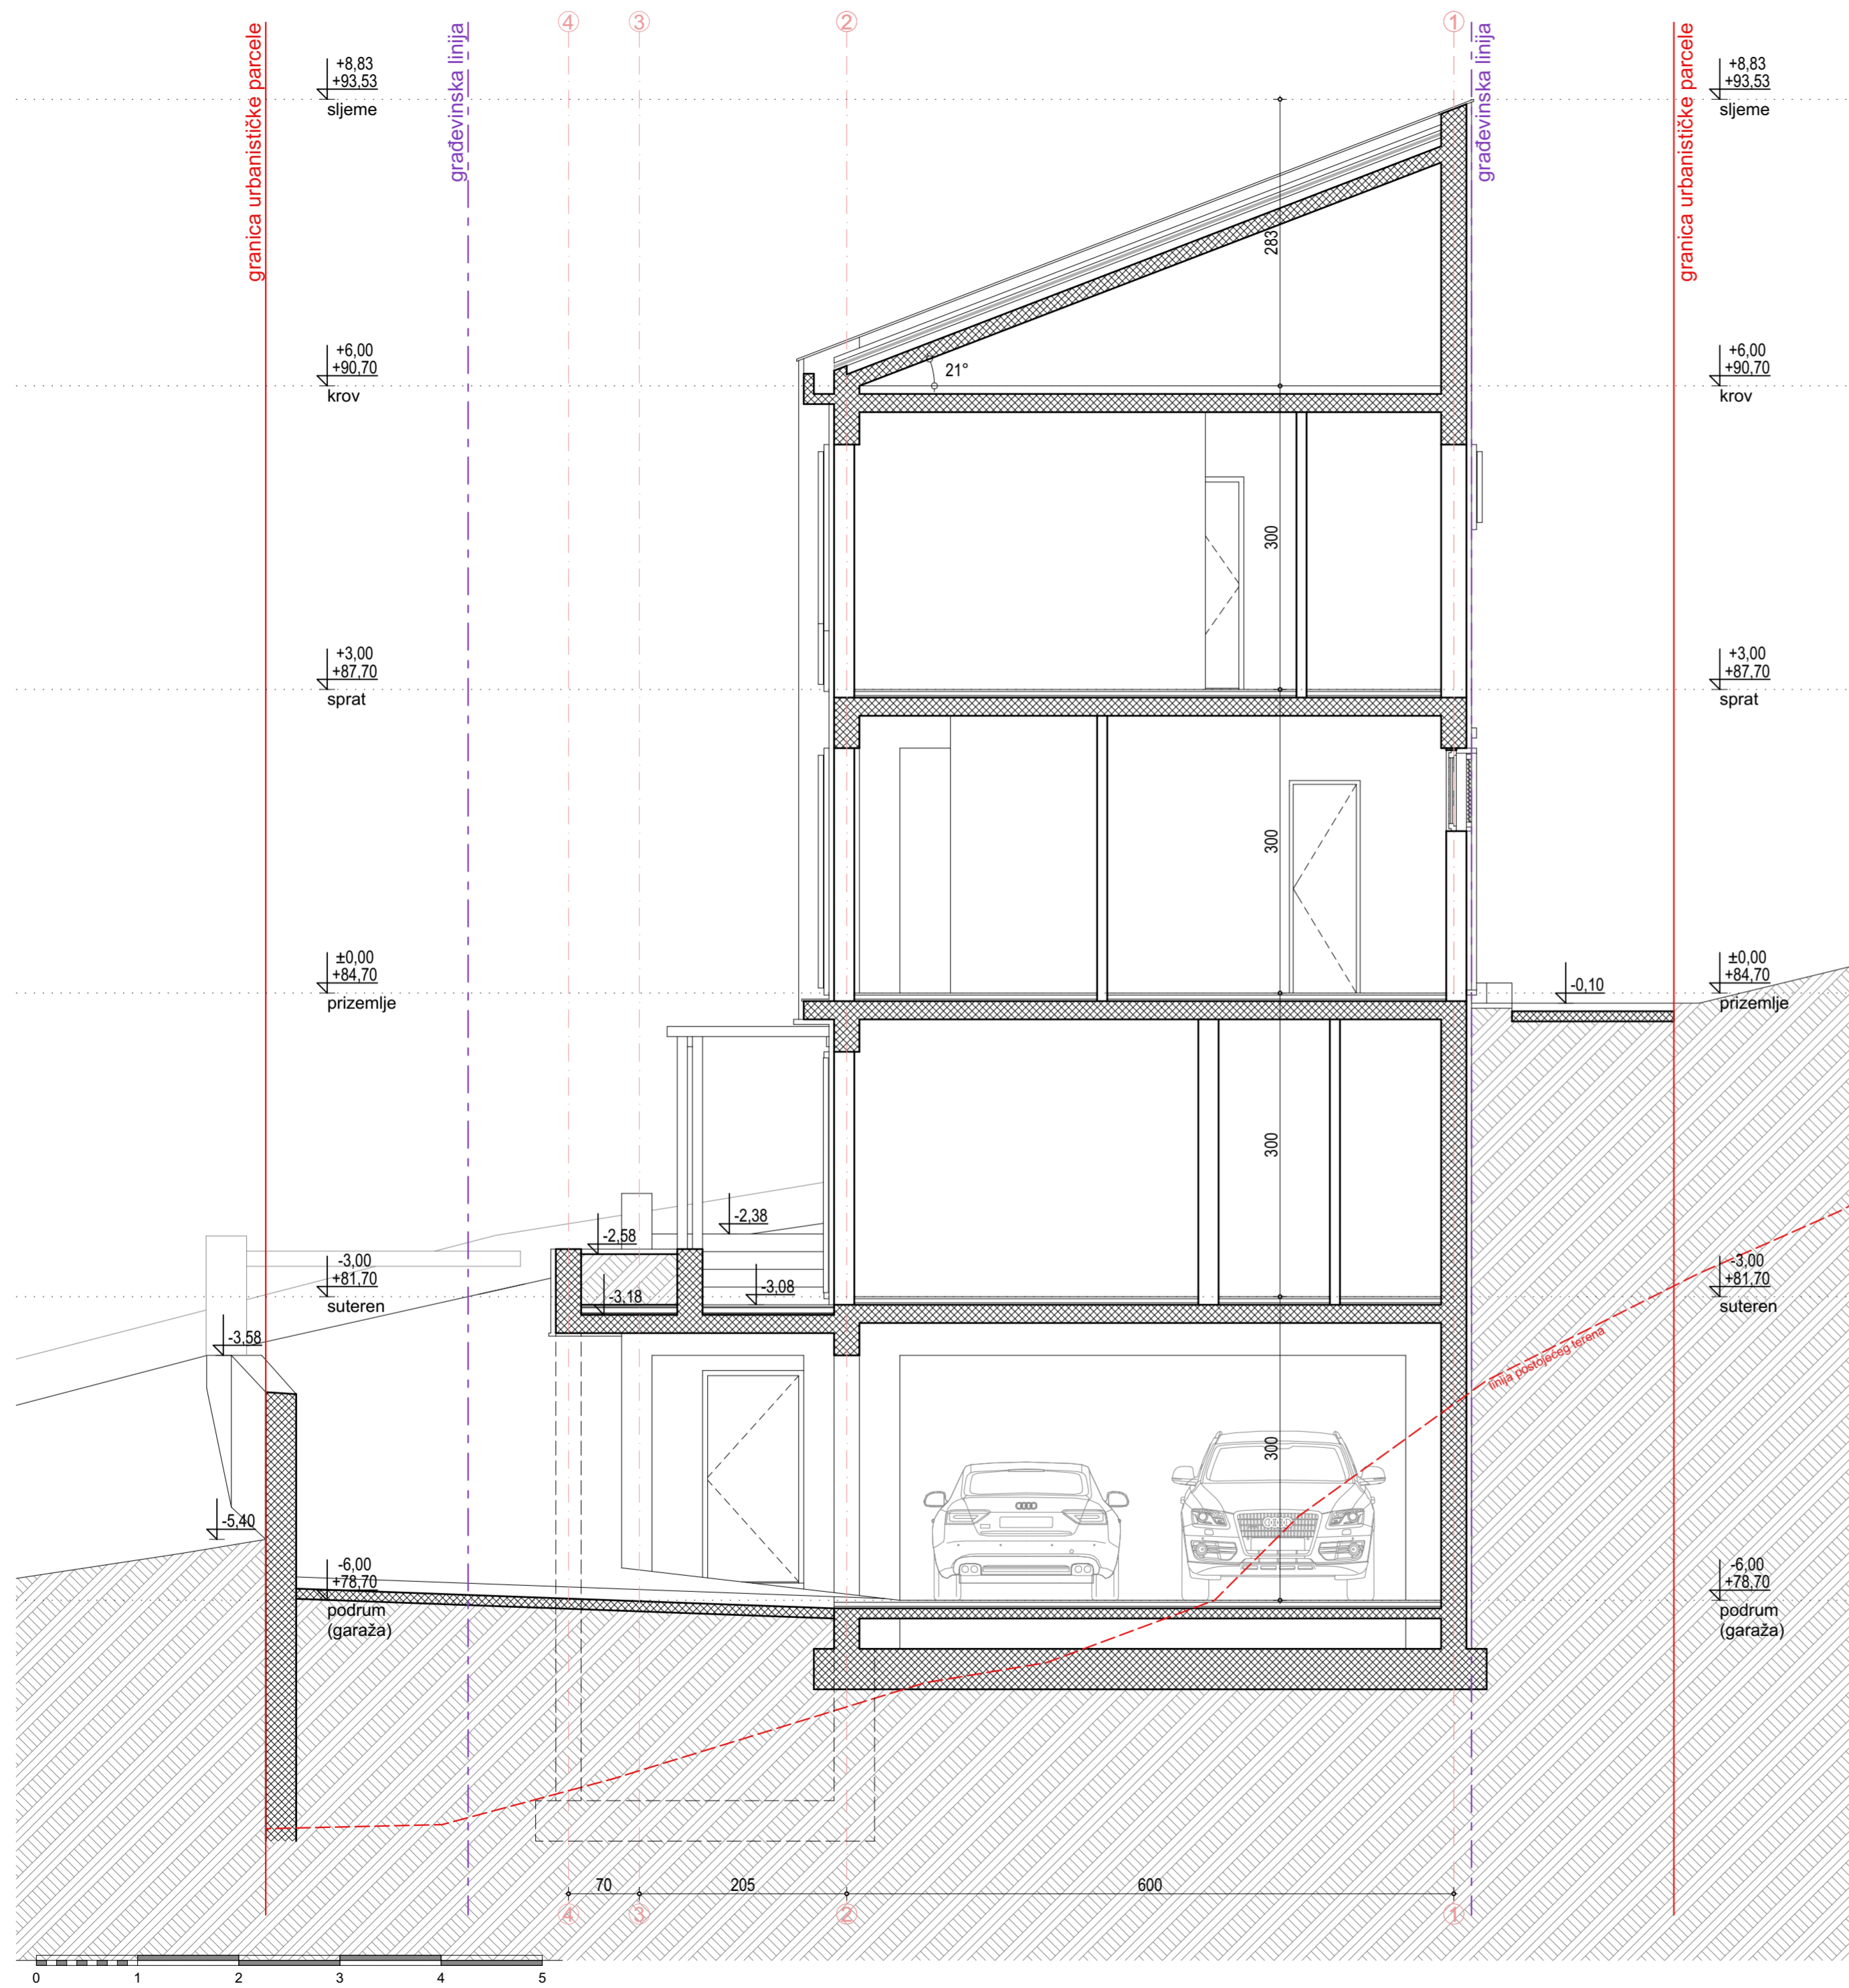 ④ ③ ② ①
granica urbanističke parcele
građevinska linija
građevinska linija
granica urbanističke parcele
+8,83
+93,53
sljeme
+8,83
+93,53
sljeme
283
+6,00
+90,70
krov
21°
+6,00
+90,70
krov
300
+3,00
+87,70
sprat
+3,00
+87,70
sprat
300
±0,00
+84,70
prizemlje
-0,10
±0,00
+84,70
prizemlje
300
-2,38
-2,58
-3,00
+81,70
suteren
-3,18
-3,08
-3,00
+81,70
suteren
-3,58
linija postojećeg terena
300
-5,40
-6,00
+78,70
podrum
(garaža)
-6,00
+78,70
podrum
(garaža)
70 205 600
④ ③ ② ①
0 1 2 3 4 5